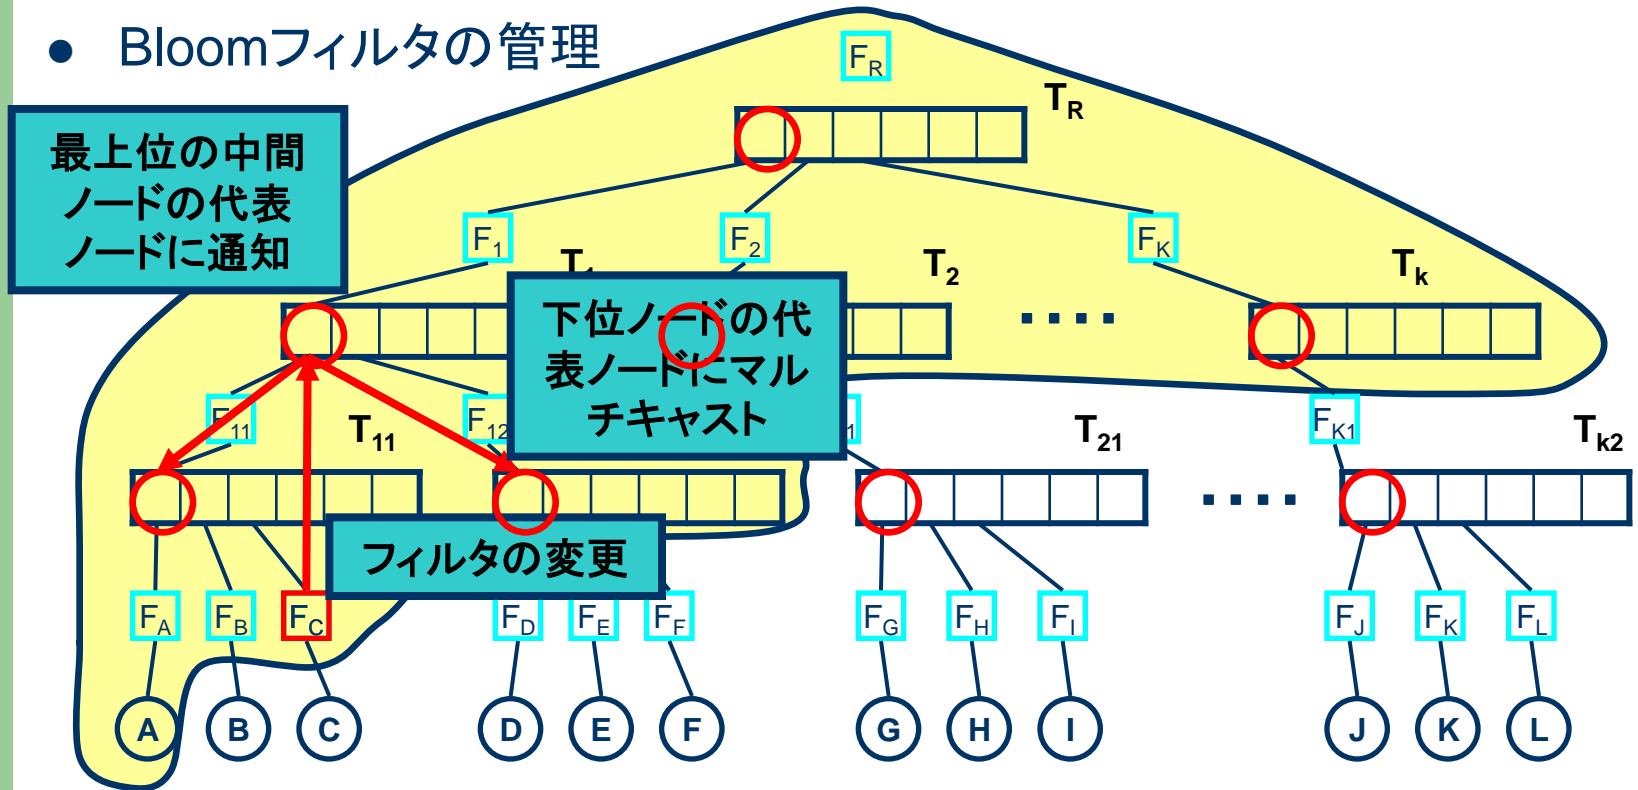 ● Bloomフィルタの管理
F_R
T_R
最上位の中間
ノードの代表
ノードに通知
F_1
F_2
F_K
T_2
T_k
下位ノードの代
表ノードにマル
チキャスト
F_11
T_11
F_12
T_21
F_K1
T_k2
フィルタの変更
F_A
F_B
F_C
F_D
F_E
F_F
F_G
F_H
F_I
F_J
F_K
F_L
A
B
C
D
E
F
G
H
I
J
K
L